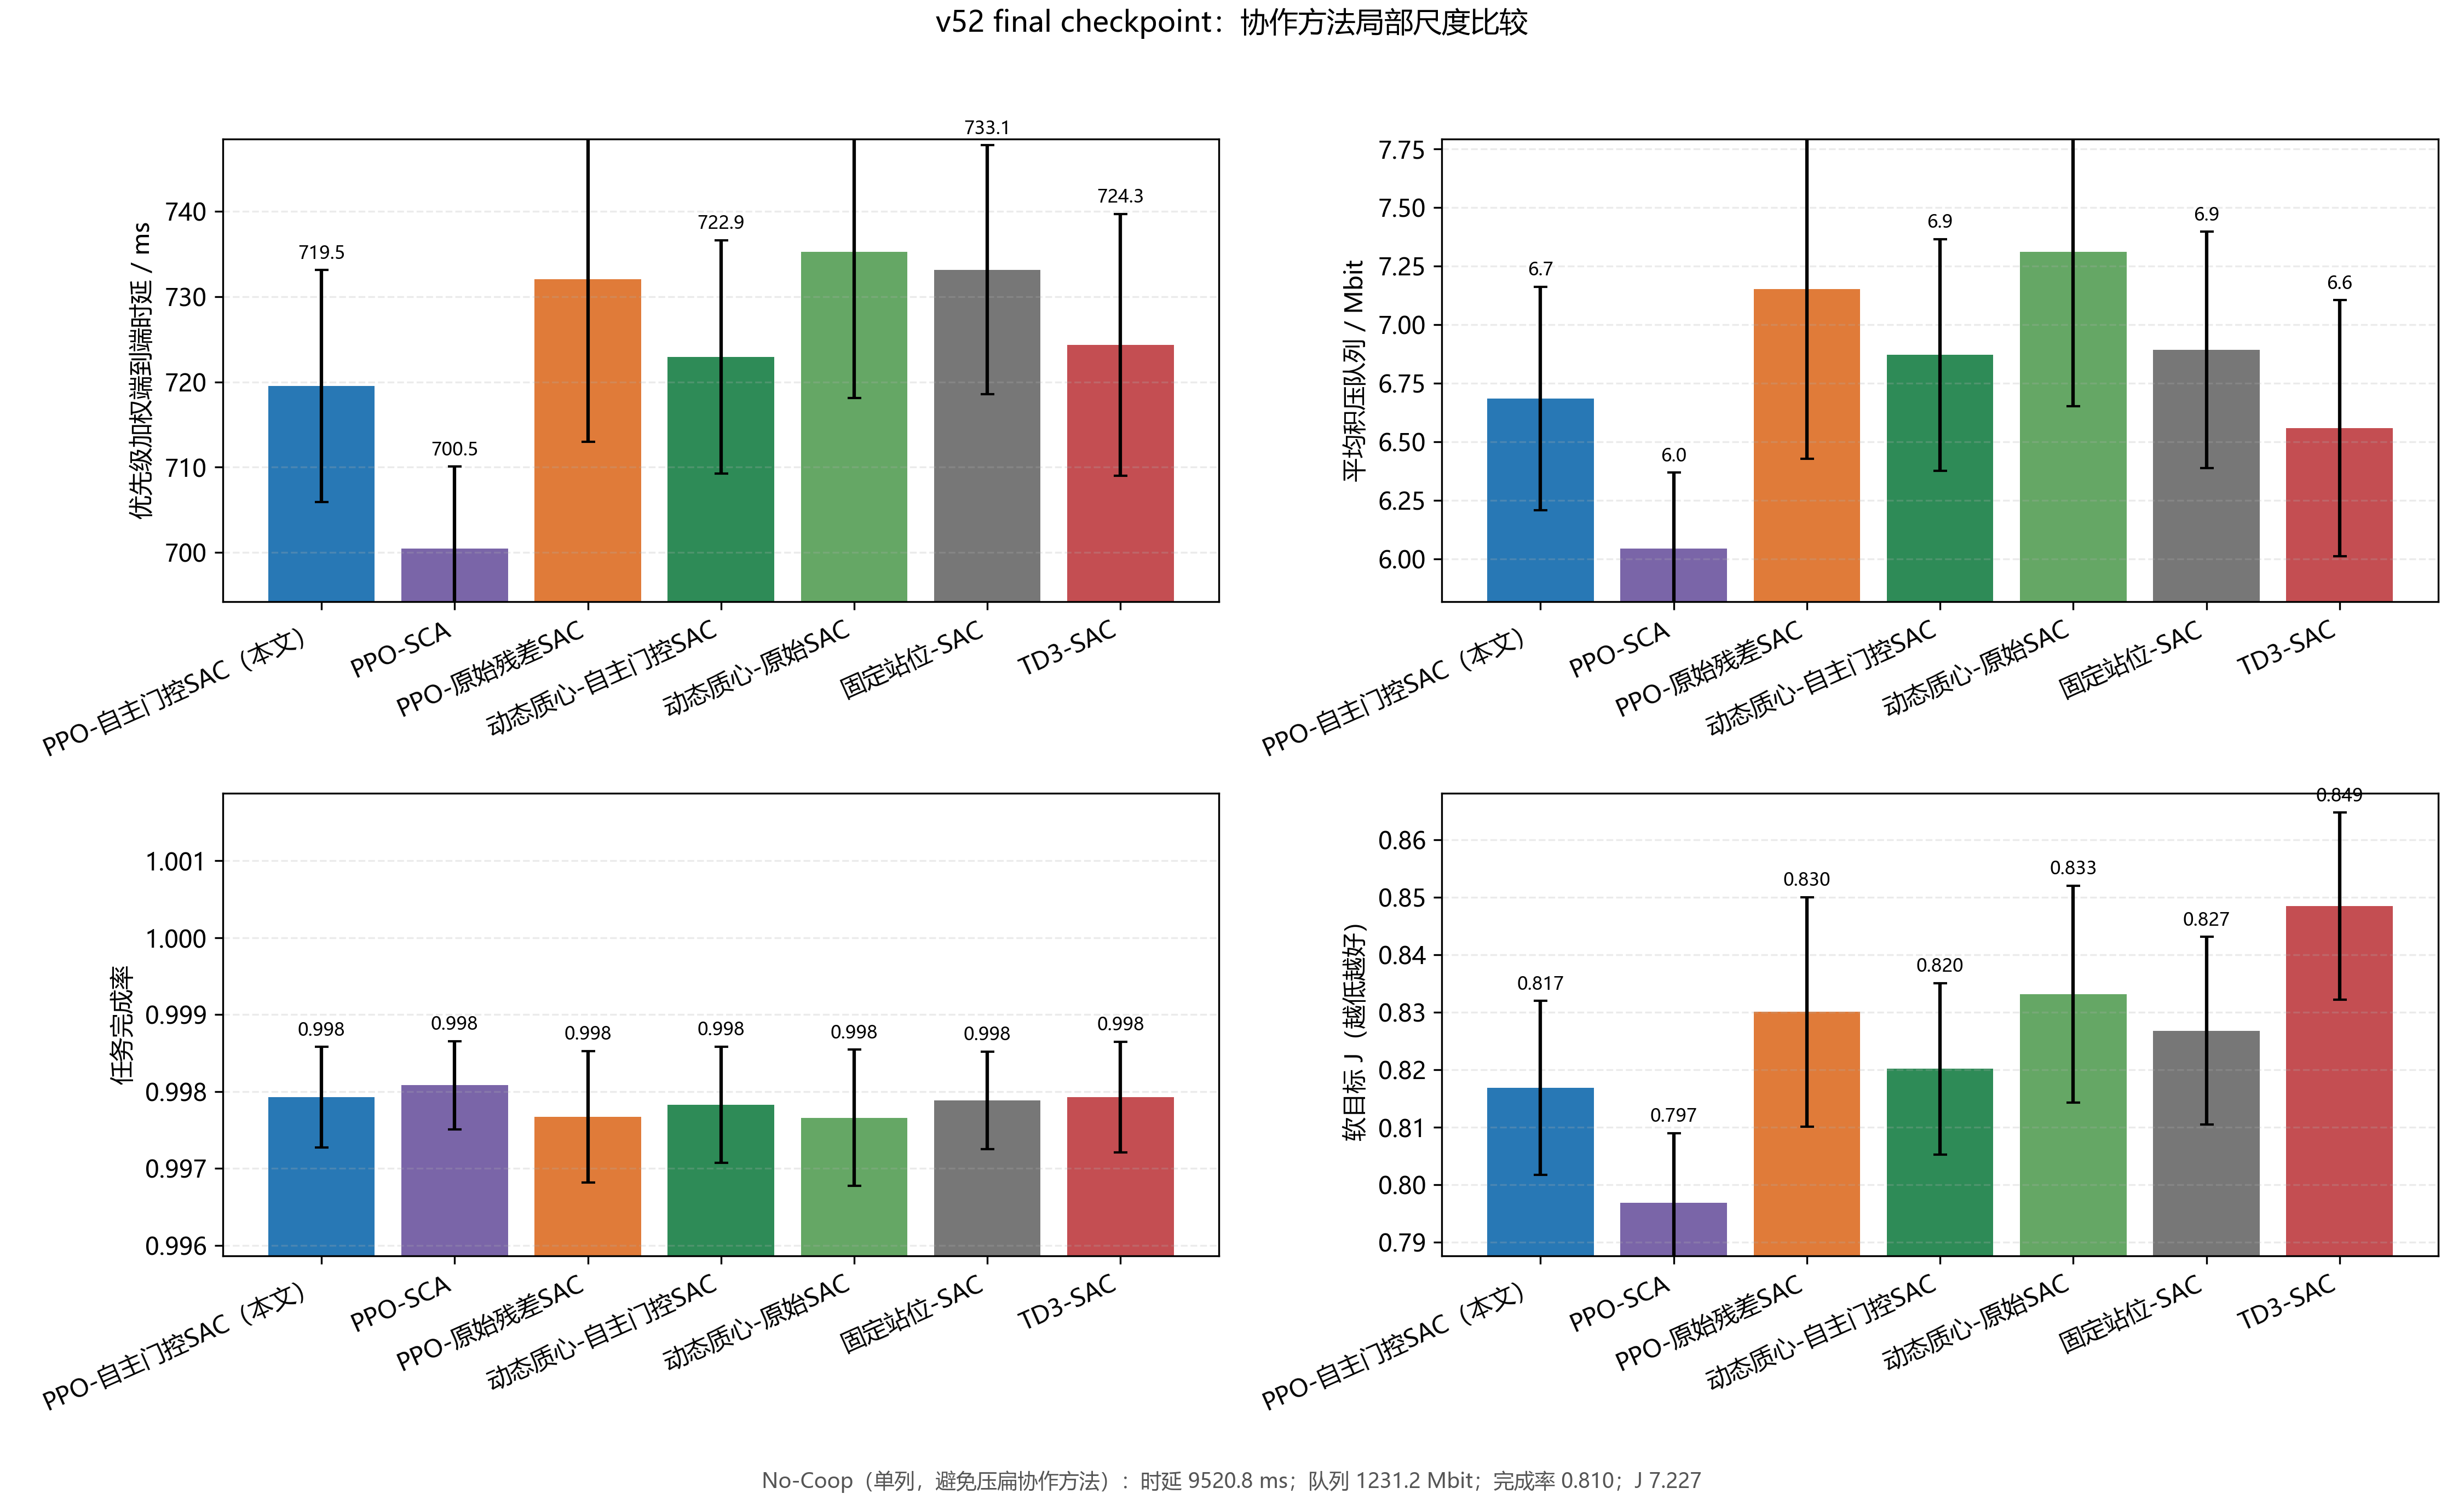 v52 final checkpoint：协作方法局部尺度比较
优先级加权端到端时延 / ms
740
730
720
710
700
719.5
700.5
722.9
733.1
724.3
PPO-自主门控SAC（本文）
PPO-SCA
PPO-原始残差SAC
动态质心-自主门控SAC
动态质心-原始SAC
固定站位-SAC
TD3-SAC
平均积压队列 / Mbit
7.75
7.50
7.25
7.00
6.75
6.50
6.25
6.00
6.7
6.0
6.9
6.9
6.6
PPO-自主门控SAC（本文）
PPO-SCA
PPO-原始残差SAC
动态质心-自主门控SAC
动态质心-原始SAC
固定站位-SAC
TD3-SAC
任务完成率
1.001
1.000
0.999
0.998
0.997
0.996
0.998
0.998
0.998
0.998
0.998
0.998
0.998
PPO-自主门控SAC（本文）
PPO-SCA
PPO-原始残差SAC
动态质心-自主门控SAC
动态质心-原始SAC
固定站位-SAC
TD3-SAC
软目标 J（越低越好）
0.86
0.85
0.84
0.83
0.82
0.81
0.80
0.79
0.817
0.797
0.830
0.820
0.833
0.827
0.849
PPO-自主门控SAC（本文）
PPO-SCA
PPO-原始残差SAC
动态质心-自主门控SAC
动态质心-原始SAC
固定站位-SAC
TD3-SAC
No-Coop（单列，避免压扁协作方法）：时延 9520.8 ms；队列 1231.2 Mbit；完成率 0.810；J 7.227